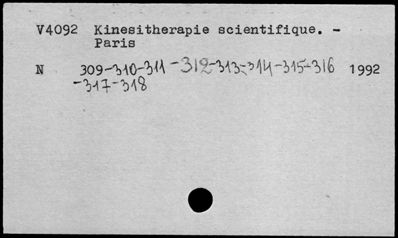 V4092 Kinesitherapie scientifique. -
Paris
N 309-310-311-312-313-314-315-316 1992
-317-318